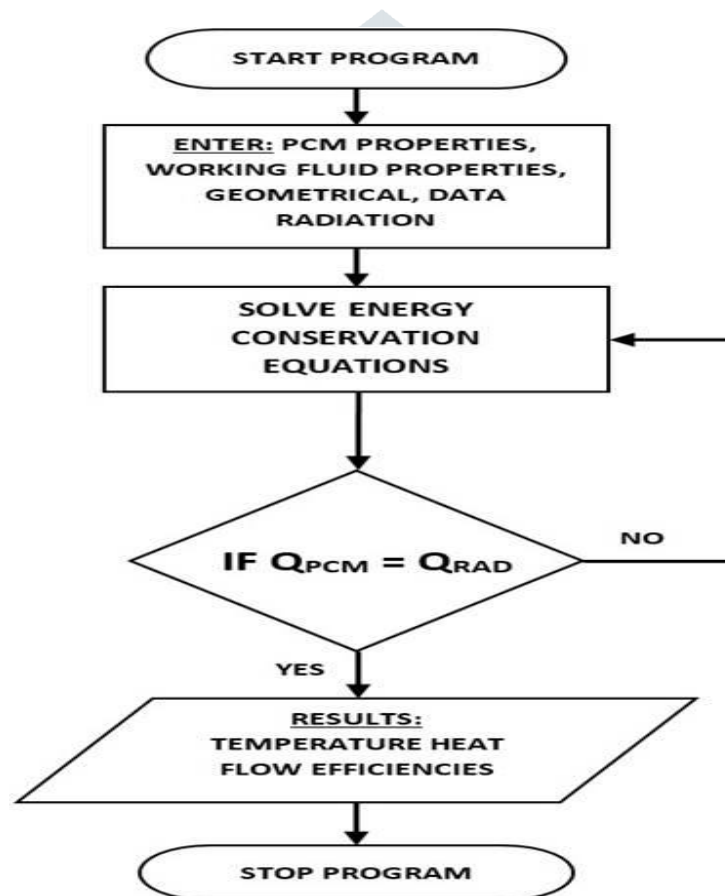 START PROGRAM
ENTER: PCM PROPERTIES,
WORKING FLUID PROPERTIES,
GEOMETRICAL, DATA
RADIATION
SOLVE ENERGY
CONSERVATION
EQUATIONS
IF QPCM = QRAD
NO
YES
RESULTS:
TEMPERATURE HEAT
FLOW EFFICIENCIES
STOP PROGRAM